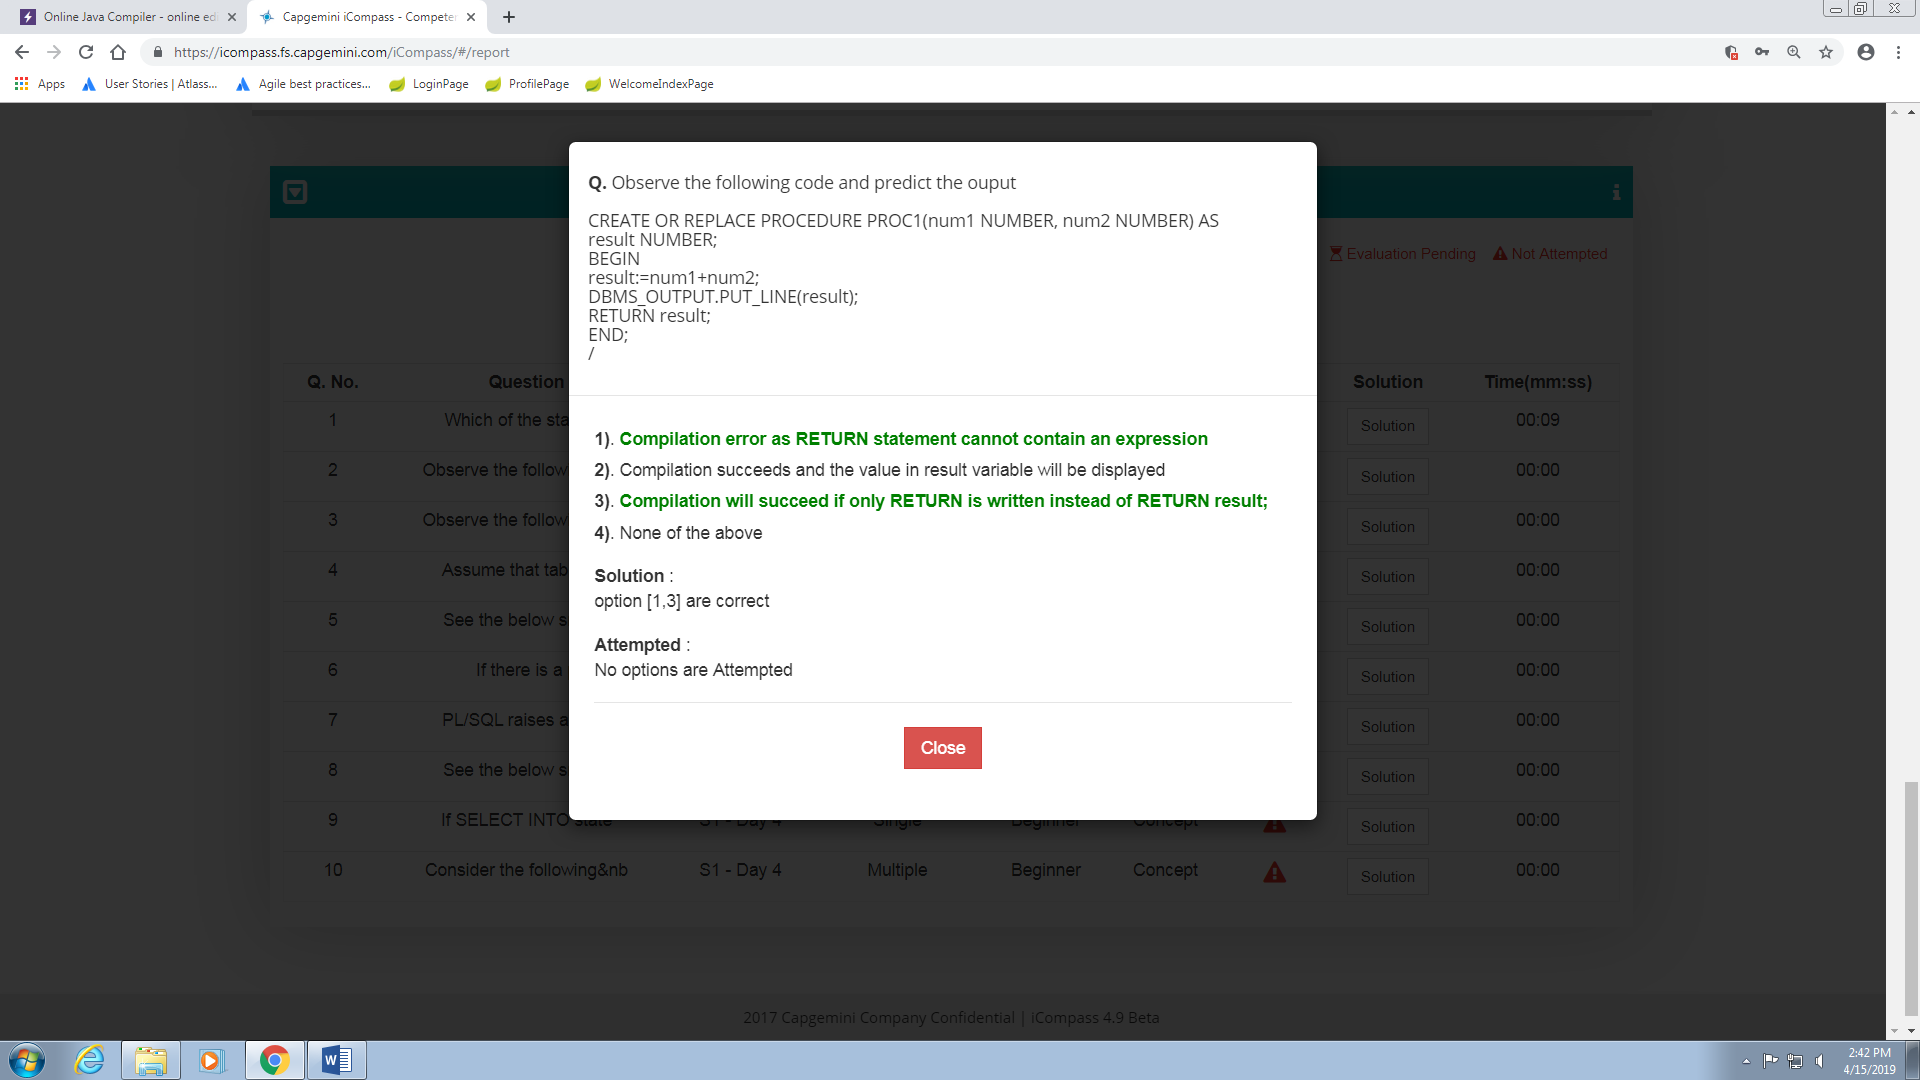 Online Java Compiler - online ed
Capgemini iCompass - Compete
https://icompass.fs.capgemini.com/iCompass/#/report
Apps
User Stories | Atlass...
Agile best practices...
LoginPage
ProfilePage
WelcomeIndexPage
Q. Observe the following code and predict the ouput
CREATE OR REPLACE PROCEDURE PROC1(num1 NUMBER, num2 NUMBER) AS
result NUMBER;
BEGIN
result:=num1+num2;
DBMS_OUTPUT.PUT_LINE(result);
RETURN result;
END;
/
Evaluation Pending Not Attempted
Q. No. Question Solution Time(mm:ss)
1 Which of the sta Solution 00:09
2 Observe the follow Solution 00:00
3 Observe the follow Solution 00:00
4 Assume that tab Solution 00:00
5 See the below s Solution 00:00
6 If there is a Solution 00:00
7 PL/SQL raises a Solution 00:00
8 See the below s Solution 00:00
9 If SELECT INTO state S1 - Day 4 Single Beginner Concept Solution 00:00
10 Consider the following&nb S1 - Day 4 Multiple Beginner Concept Solution 00:00
1). Compilation error as RETURN statement cannot contain an expression
2). Compilation succeeds and the value in result variable will be displayed
3). Compilation will succeed if only RETURN is written instead of RETURN result;
4). None of the above
Solution :
option [1,3] are correct
Attempted :
No options are Attempted
Close
2017 Capgemini Company Confidential | iCompass 4.9 Beta
2:42 PM
4/15/2019